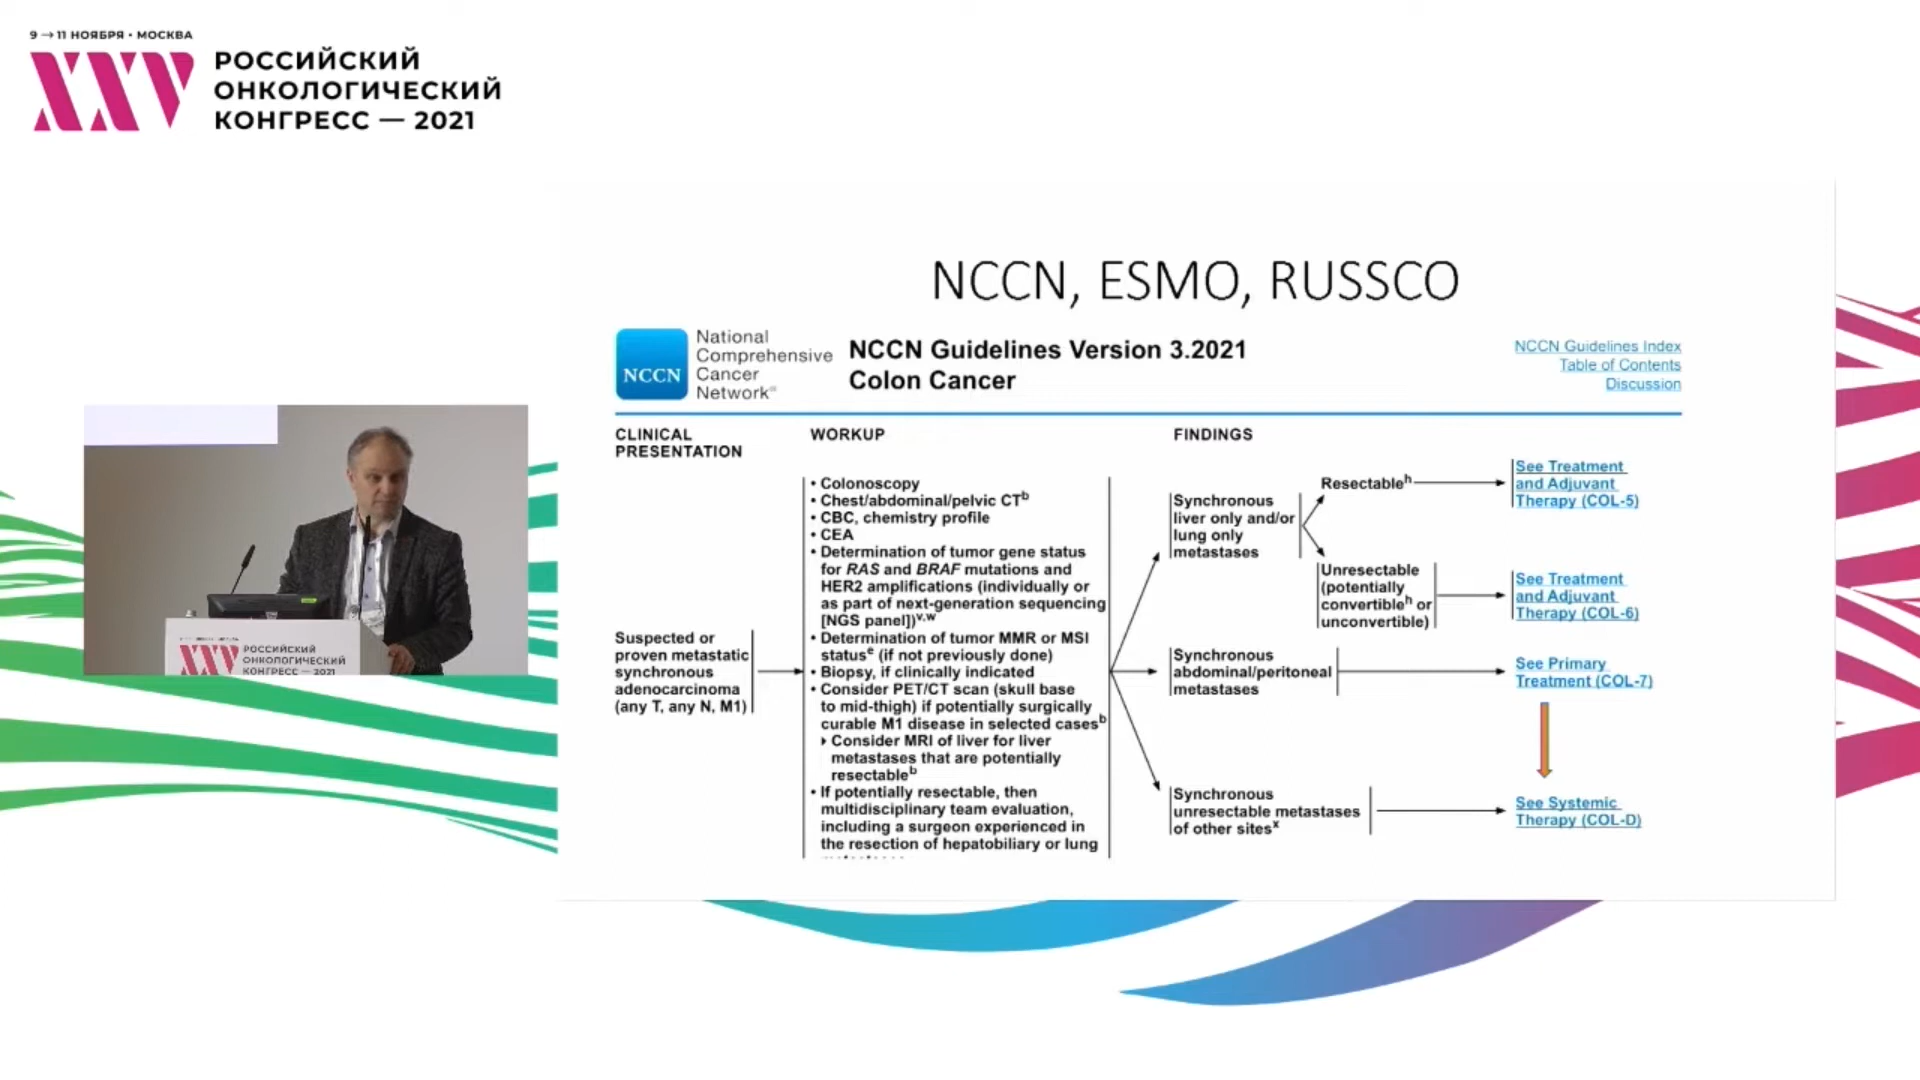 9 → 11 НОЯБРЯ • МОСКВА
XXV
РОССИЙСКИЙ
ОНКОЛОГИЧЕСКИЙ
КОНГРЕСС — 2021
NCCN, ESMO, RUSSCO
NCCN
National
Comprehensive
Cancer
Network®
NCCN Guidelines Version 3.2021
Colon Cancer
NCCN Guidelines Index
Table of Contents
Discussion
CLINICAL
PRESENTATION
WORKUP
FINDINGS
Suspected or
proven metastatic
synchronous
adenocarcinoma
(any T, any N, M1)
• Colonoscopy
• Chest/abdominal/pelvic CTb
• CBC, chemistry profile
• CEA
• Determination of tumor gene status
for RAS and BRAF mutations and
HER2 amplifications (individually or
as part of next-generation sequencing
[NGS panel])v,w
• Determination of tumor MMR or MSI
statuse (if not previously done)
• Biopsy, if clinically indicated
• Consider PET/CT scan (skull base
to mid-thigh) if potentially surgically
curable M1 disease in selected casesb
‣ Consider MRI of liver for liver
metastases that are potentially
resectableb
• If potentially resectable, then
multidisciplinary team evaluation,
including a surgeon experienced in
the resection of hepatobiliary or lung
Synchronous
liver only and/or
lung only
metastases
Resectableh
See Treatment
and Adjuvant
Therapy (COL-5)
Unresectable
(potentially
convertibleh or
unconvertible)
See Treatment
and Adjuvant
Therapy (COL-6)
Synchronous
abdominal/peritoneal
metastases
See Primary
Treatment (COL-7)
Synchronous
unresectable metastases
of other sitesx
See Systemic
Therapy (COL-D)
XXV
РОССИЙСКИЙ
ОНКОЛОГИЧЕСКИЙ
КОНГРЕСС — 2021